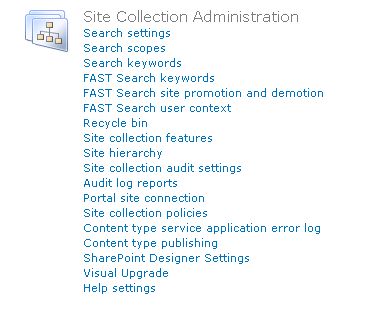 Site Collection Administration
Search settings
Search scopes
Search keywords
FAST Search keywords
FAST Search site promotion and demotion
FAST Search user context
Recycle bin
Site collection features
Site hierarchy
Site collection audit settings
Audit log reports
Portal site connection
Site collection policies
Content type service application error log
Content type publishing
SharePoint Designer Settings
Visual Upgrade
Help settings